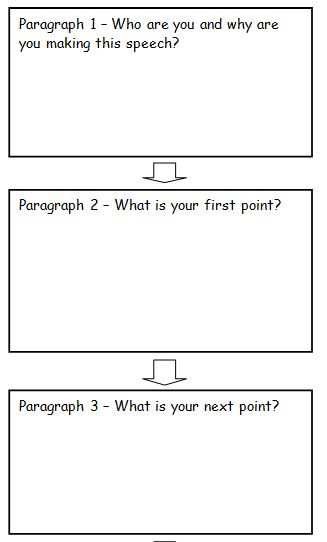 Paragraph 1 – Who are you and why are
you making this speech?
Paragraph 2 – What is your first point?
Paragraph 3 – What is your next point?